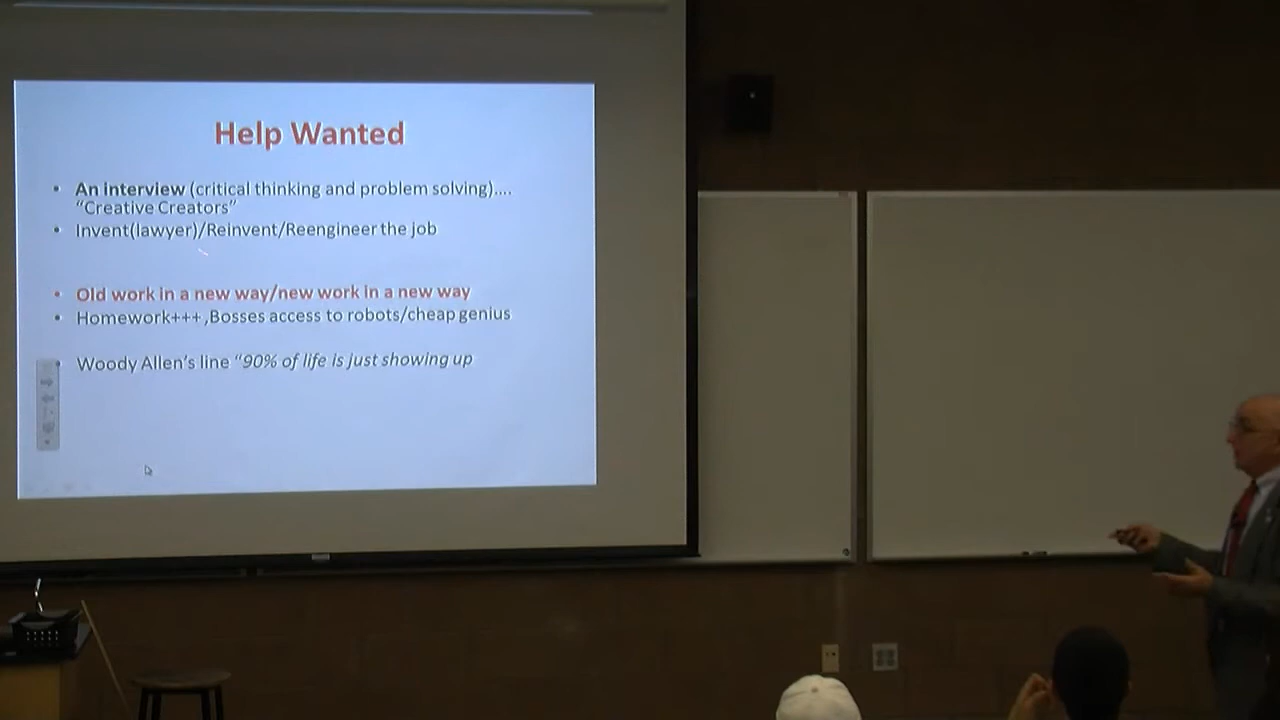 Help Wanted
• An interview (critical thinking and problem solving)....
“Creative Creators”
• Invent(lawyer)/Reinvent/Reengineer the job
• Old work in a new way/new work in a new way
• Homework+++ ,Bosses access to robots/cheap genius
• Woody Allen’s line “90% of life is just showing up